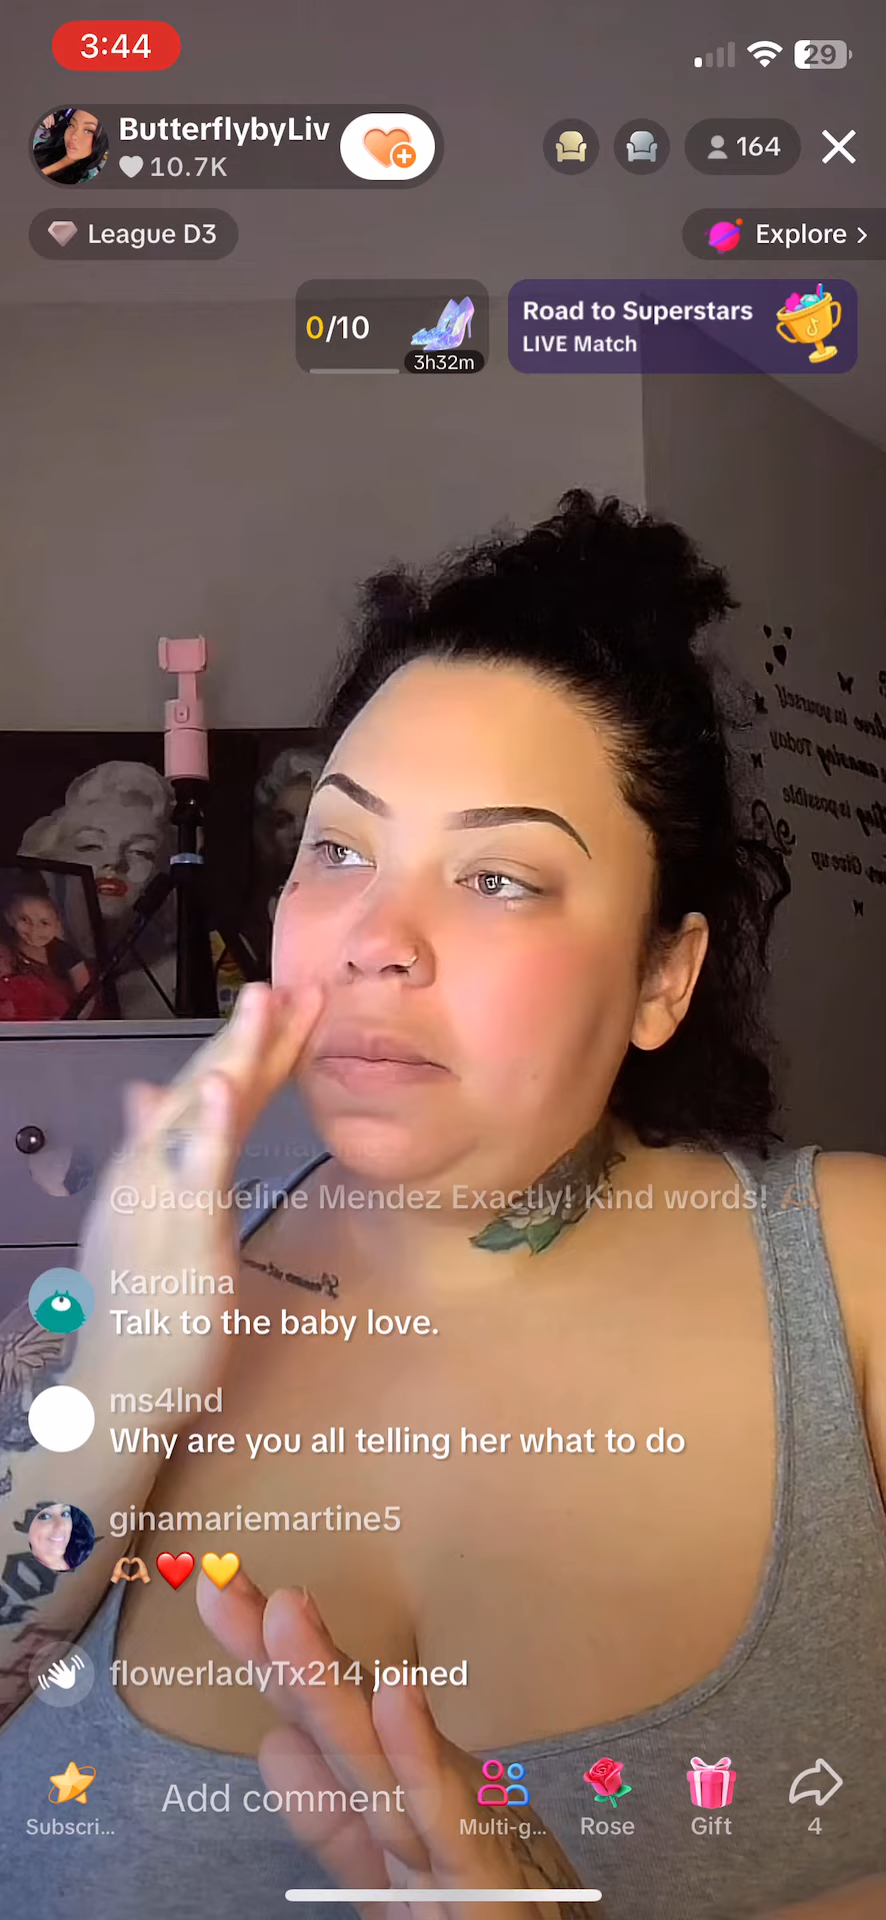 3:44
29
ButterflybyLiv
10.7K
164
League D3
Explore >
0/10
3h32m
Road to Superstars
LIVE Match
@Jacqueline Mendez Exactly! Kind words! 🫶🏽
Karolina
Talk to the baby love.
ms4lnd
Why are you all telling her what to do
ginamariemartine5
🫶🏽❤️💛
flowerladyTx214 joined
Add comment
Subscri...
Multi-g...
Rose
Gift
4